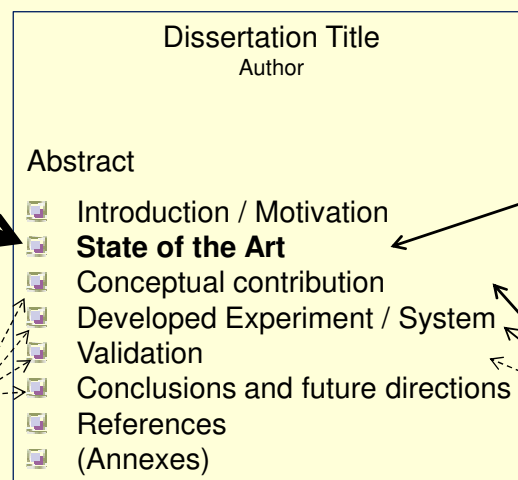 Dissertation Title
Author
Abstract
Introduction / Motivation
State of the Art
Conceptual contribution
Developed Experiment / System
Validation
Conclusions and future directions
References
(Annexes)